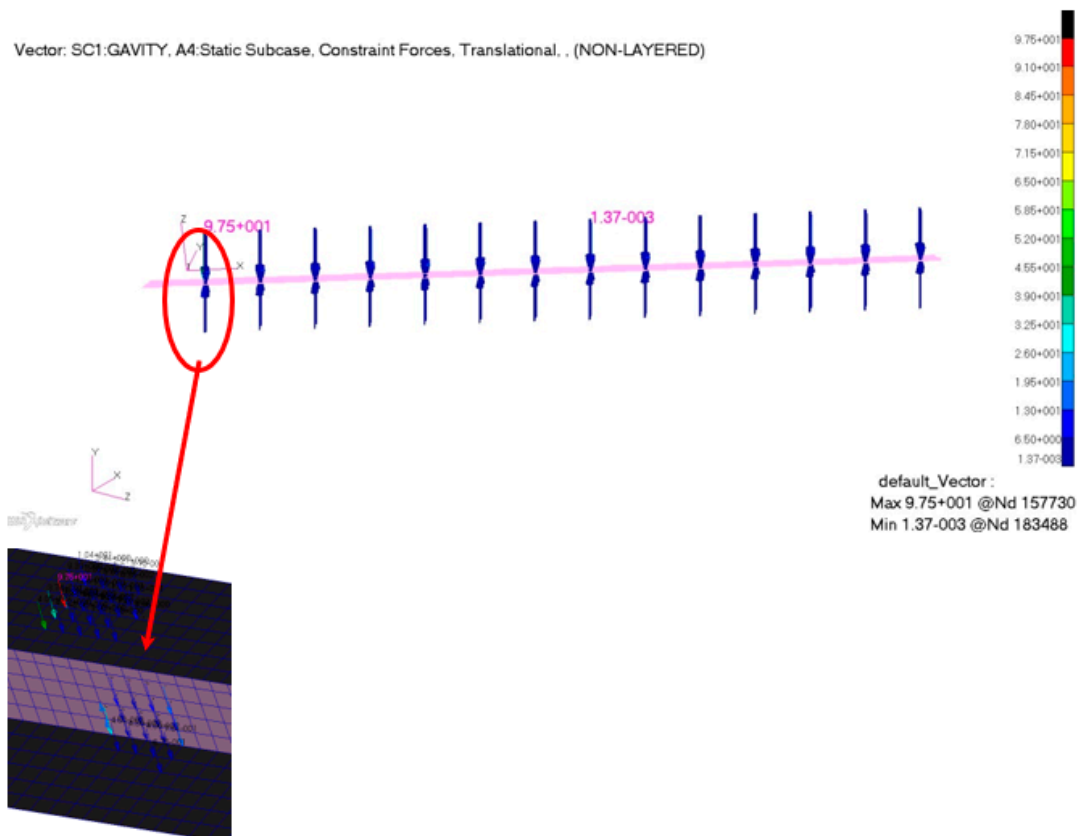 Vector: SC1:GAVITY, A4:Static Subcase, Constraint Forces, Translational, , (NON-LAYERED)
9.75+001
9.10+001
8.45+001
7.80+001
7.15+001
6.50+001
5.85+001
5.20+001
4.55+001
3.90+001
3.25+001
2.60+001
1.95+001
1.30+001
6.50+000
1.37-003
Z
9.75+001
Y
X
1.37-003
default_Vector :
Max 9.75+001 @Nd 157730
Min 1.37-003 @Nd 183488
Y
X
Z
Software
9.75+001